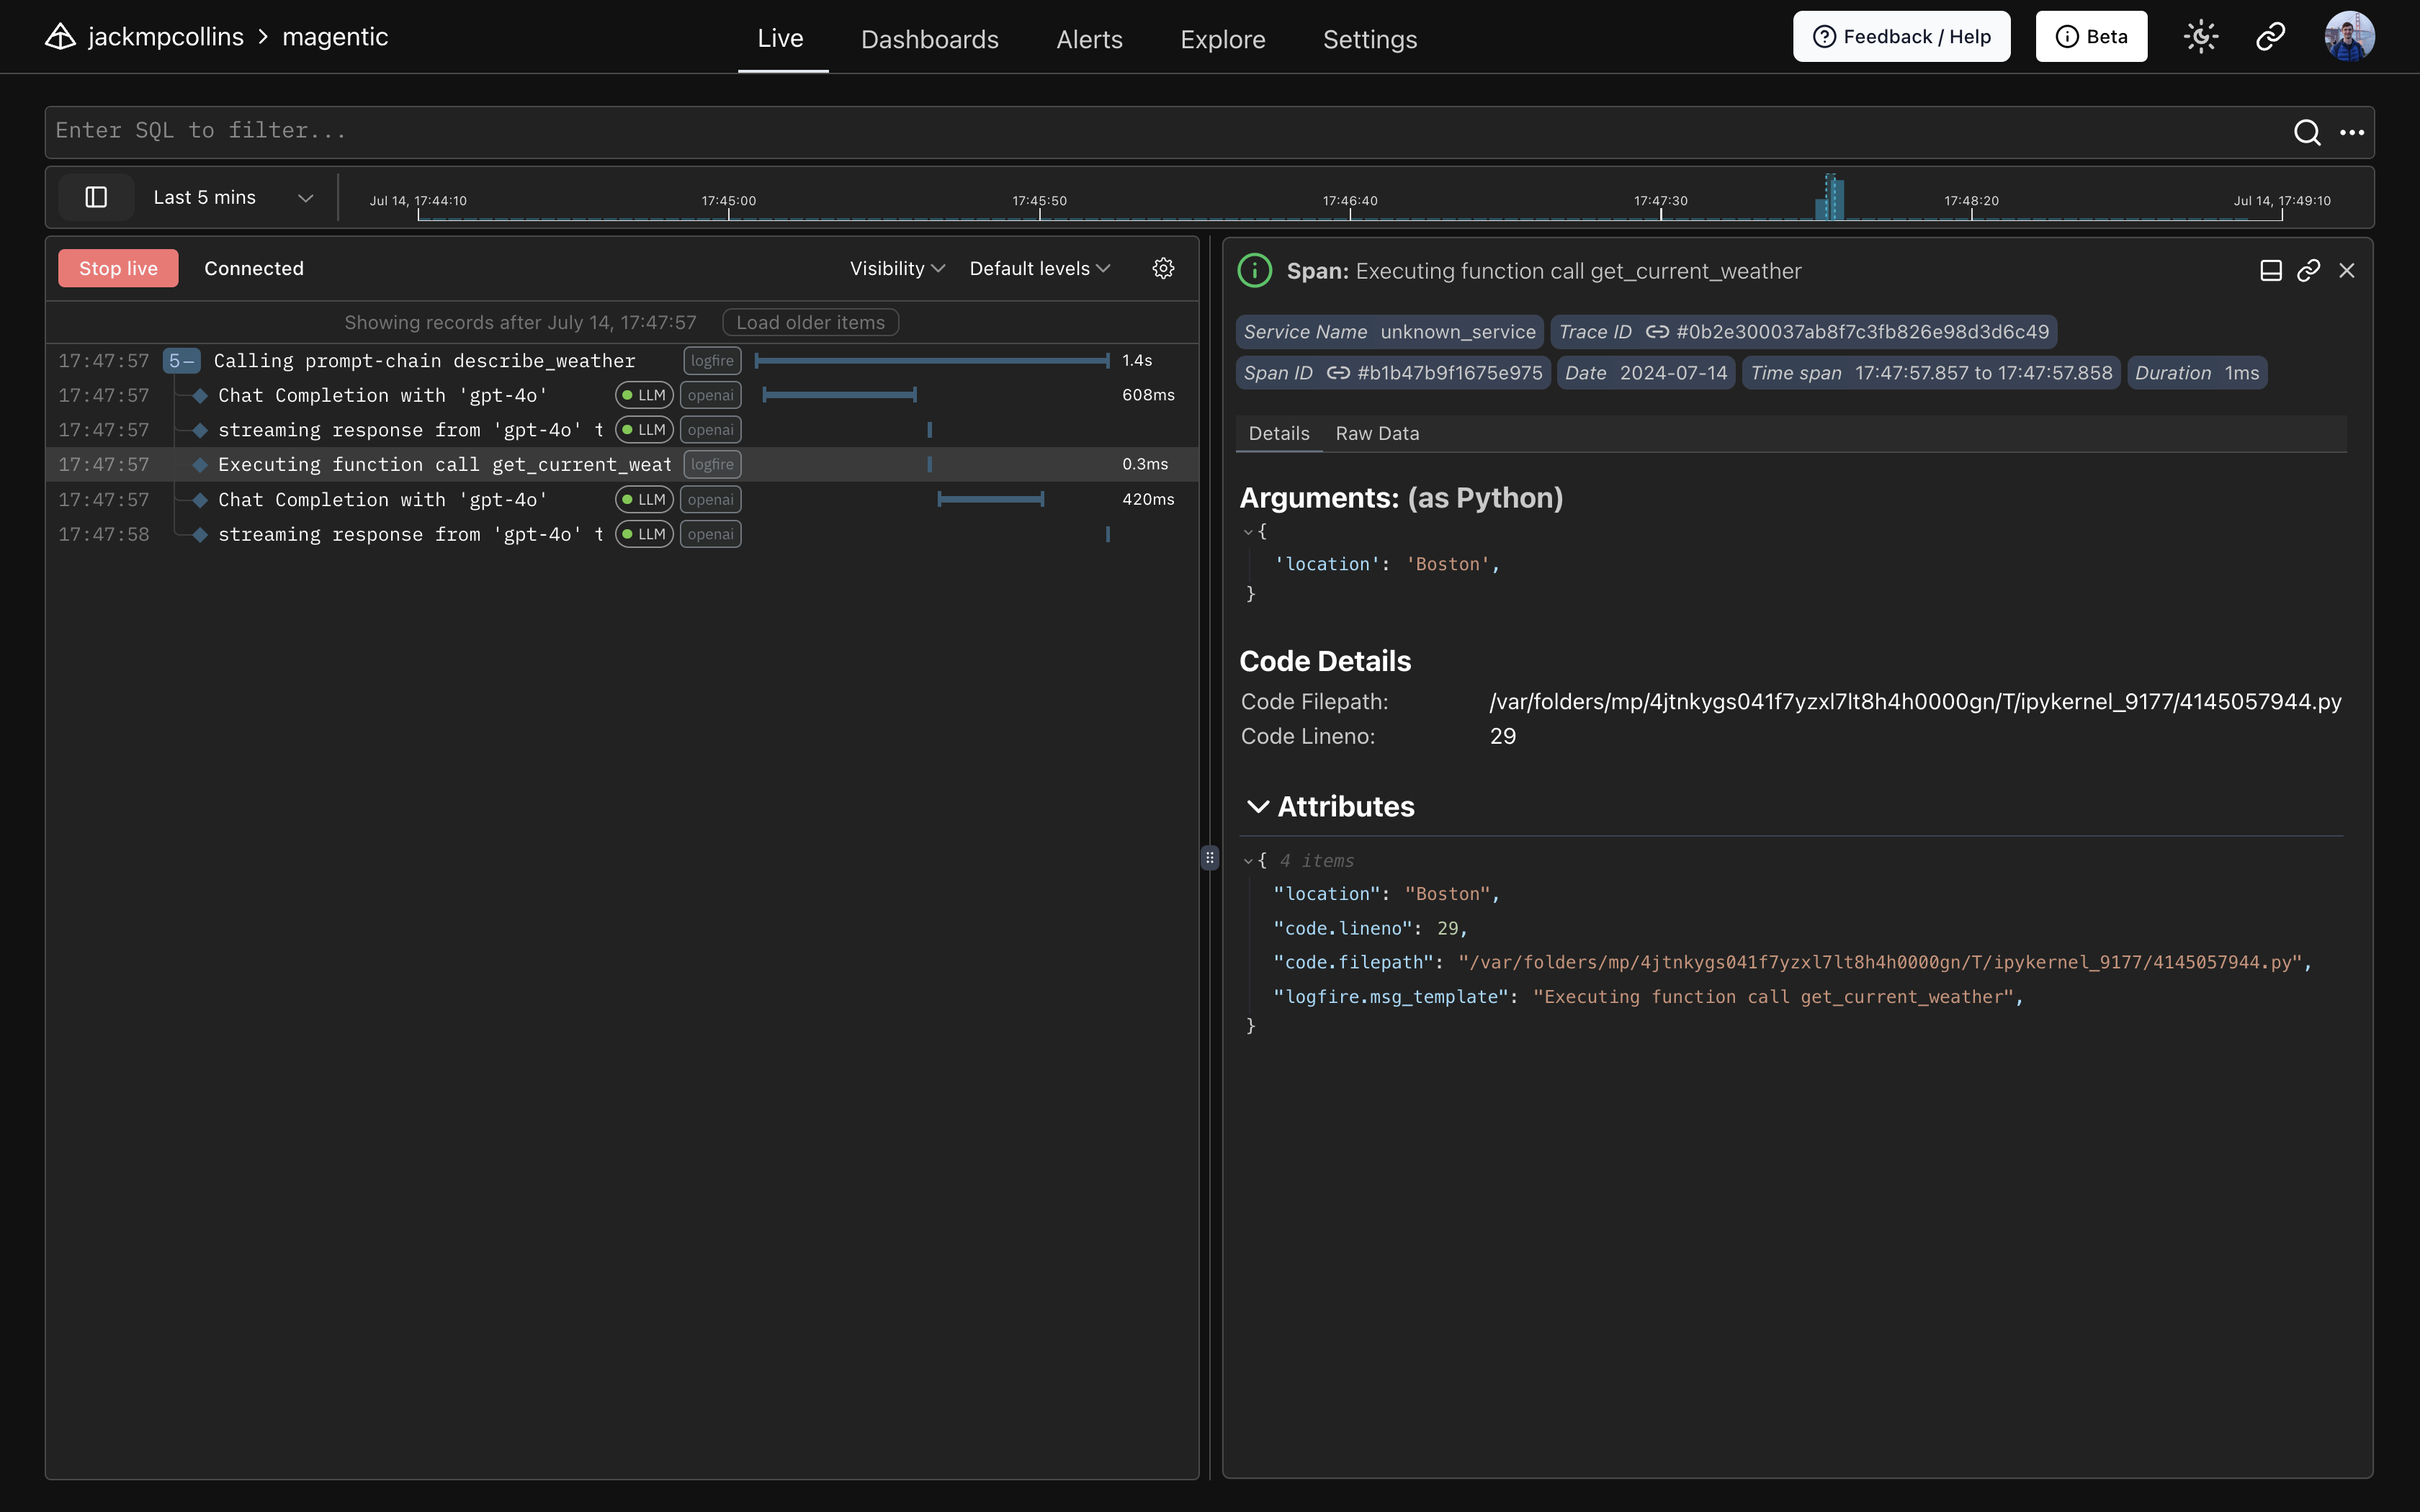 jackmpcollins > magentic
Live
Dashboards
Alerts
Explore
Settings
Feedback / Help
Beta
Enter SQL to filter...
Last 5 mins
Jul 14, 17:44:10
17:45:00
17:45:50
17:46:40
17:47:30
17:48:20
Jul 14, 17:49:10
Stop live
Connected
Visibility
Default levels
Showing records after July 14, 17:47:57
Load older items
17:47:57 5– Calling prompt-chain describe_weather logfire 1.4s
17:47:57 Chat Completion with 'gpt-4o' LLM openai 608ms
17:47:57 streaming response from 'gpt-4o' t LLM openai
17:47:57 Executing function call get_current_weat logfire 0.3ms
17:47:57 Chat Completion with 'gpt-4o' LLM openai 420ms
17:47:58 streaming response from 'gpt-4o' t LLM openai
Span: Executing function call get_current_weather
Service Name unknown_service Trace ID #0b2e300037ab8f7c3fb826e98d3d6c49
Span ID #b1b47b9f1675e975 Date 2024-07-14 Time span 17:47:57.857 to 17:47:57.858 Duration 1ms
Details Raw Data
Arguments: (as Python)
{
'location': 'Boston',
}
Code Details
Code Filepath: /var/folders/mp/4jtnkygs041f7yzxl7lt8h4h0000gn/T/ipykernel_9177/4145057944.py
Code Lineno: 29
Attributes
{ 4 items
"location": "Boston",
"code.lineno": 29,
"code.filepath": "/var/folders/mp/4jtnkygs041f7yzxl7lt8h4h0000gn/T/ipykernel_9177/4145057944.py",
"logfire.msg_template": "Executing function call get_current_weather",
}